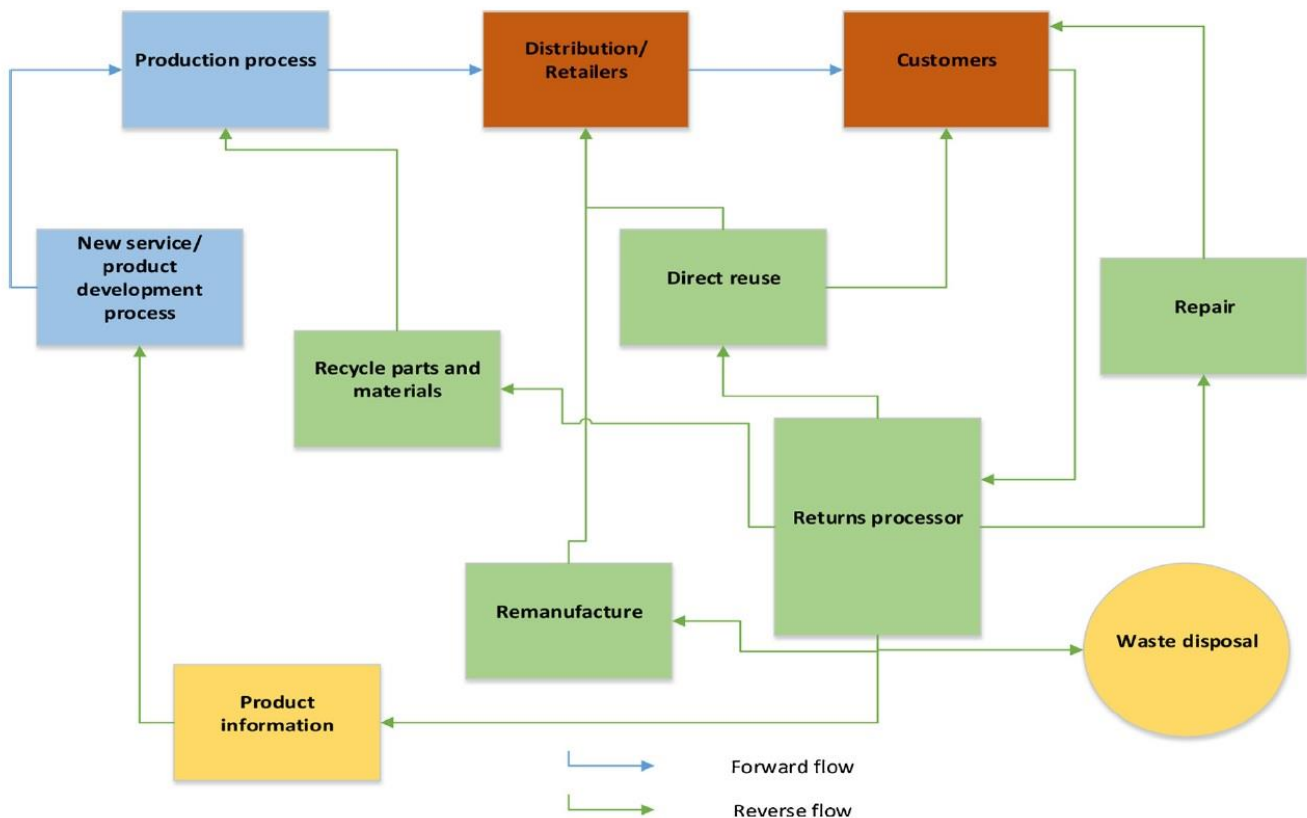 Production process
Distribution/
Retailers
Customers
New service/
product
development
process
Direct reuse
Repair
Recycle parts and
materials
Returns processor
Remanufacture
Waste disposal
Product
information
Forward flow
Reverse flow